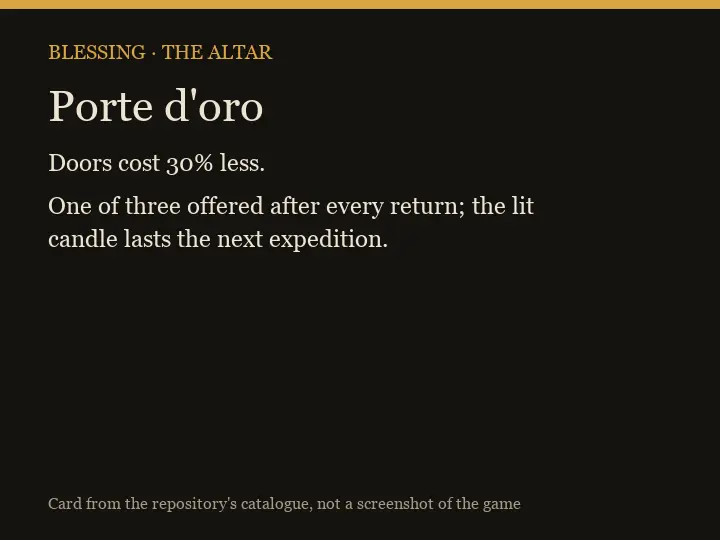 BLESSING · THE ALTAR
Porte d'oro
Doors cost 30% less.
One of three offered after every return; the lit
candle lasts the next expedition.
Card from the repository's catalogue, not a screenshot of the game